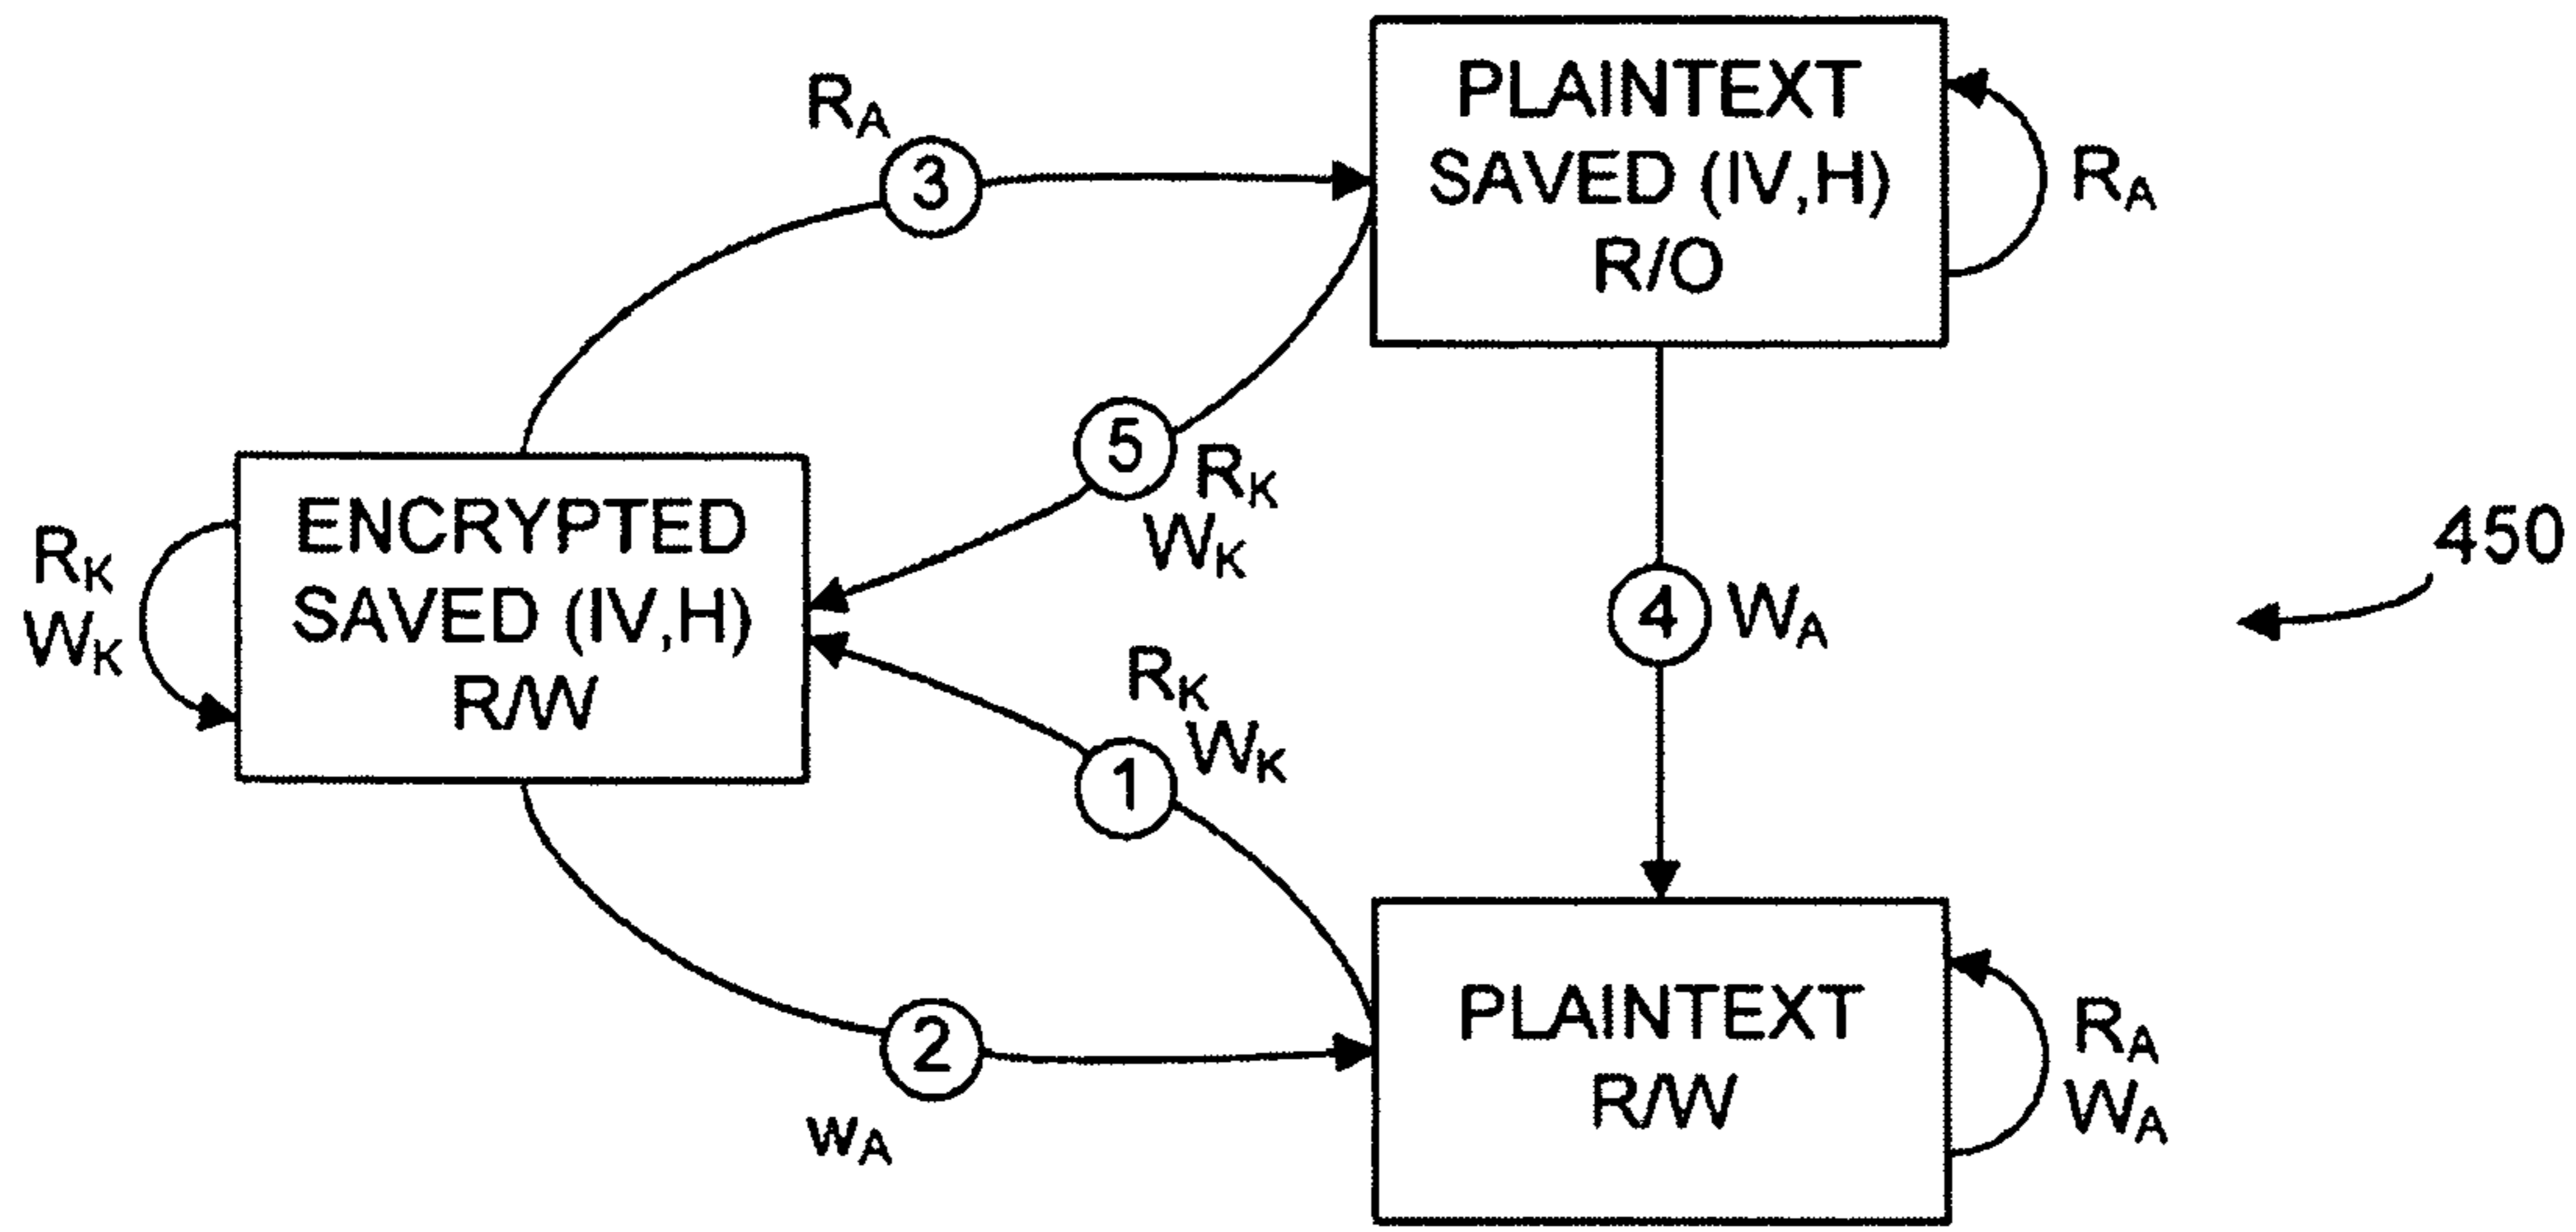 R_A
3
PLAINTEXT
SAVED (IV,H)
R/O
R_A
5
R_K
W_K
R_K
W_K
ENCRYPTED
SAVED (IV,H)
R/W
4
W_A
450
R_K
W_K
1
2
w_A
PLAINTEXT
R/W
R_A
W_A